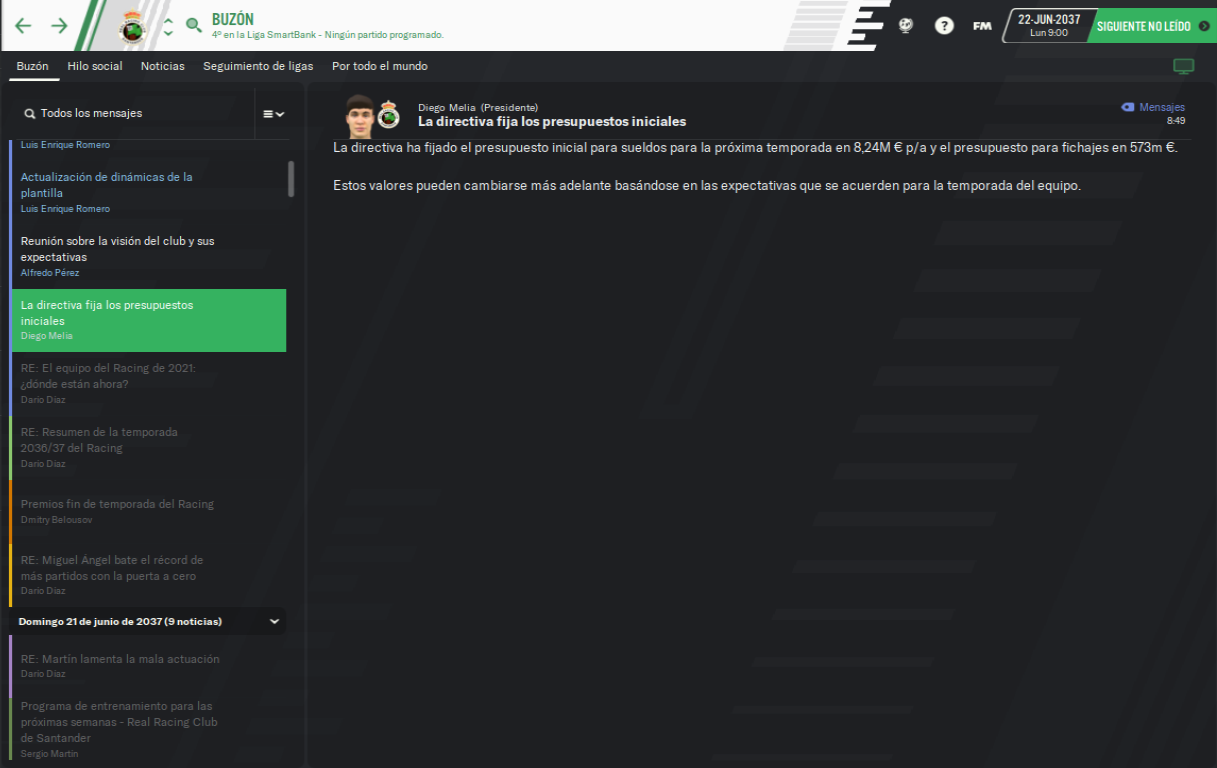 BUZÓN
4º en la Liga SmartBank - Ningún partido programado.
?
FM
22-JUN-2037
Lun 9:00
SIGUIENTE NO LEÍDO
Buzón
Hilo social
Noticias
Seguimiento de ligas
Por todo el mundo
Todos los mensajes
Luis Enrique Romero
Actualización de dinámicas de la
plantilla
Luis Enrique Romero
Reunión sobre la visión del club y sus
expectativas
Alfredo Pérez
La directiva fija los presupuestos
iniciales
Diego Melia
RE: El equipo del Racing de 2021:
¿dónde están ahora?
Darío Díaz
RE: Resumen de la temporada
2036/37 del Racing
Darío Díaz
Premios fin de temporada del Racing
Dmitry Belousov
RE: Miguel Ángel bate el récord de
más partidos con la puerta a cero
Darío Díaz
Domingo 21 de junio de 2037 (9 noticias)
RE: Martín lamenta la mala actuación
Darío Díaz
Programa de entrenamiento para las
próximas semanas - Real Racing Club
de Santander
Sergio Martín
Diego Melia (Presidente)
La directiva fija los presupuestos iniciales
Mensajes
8:49
La directiva ha fijado el presupuesto inicial para sueldos para la próxima temporada en 8,24M € p/a y el presupuesto para fichajes en 573m €.
Estos valores pueden cambiarse más adelante basándose en las expectativas que se acuerden para la temporada del equipo.